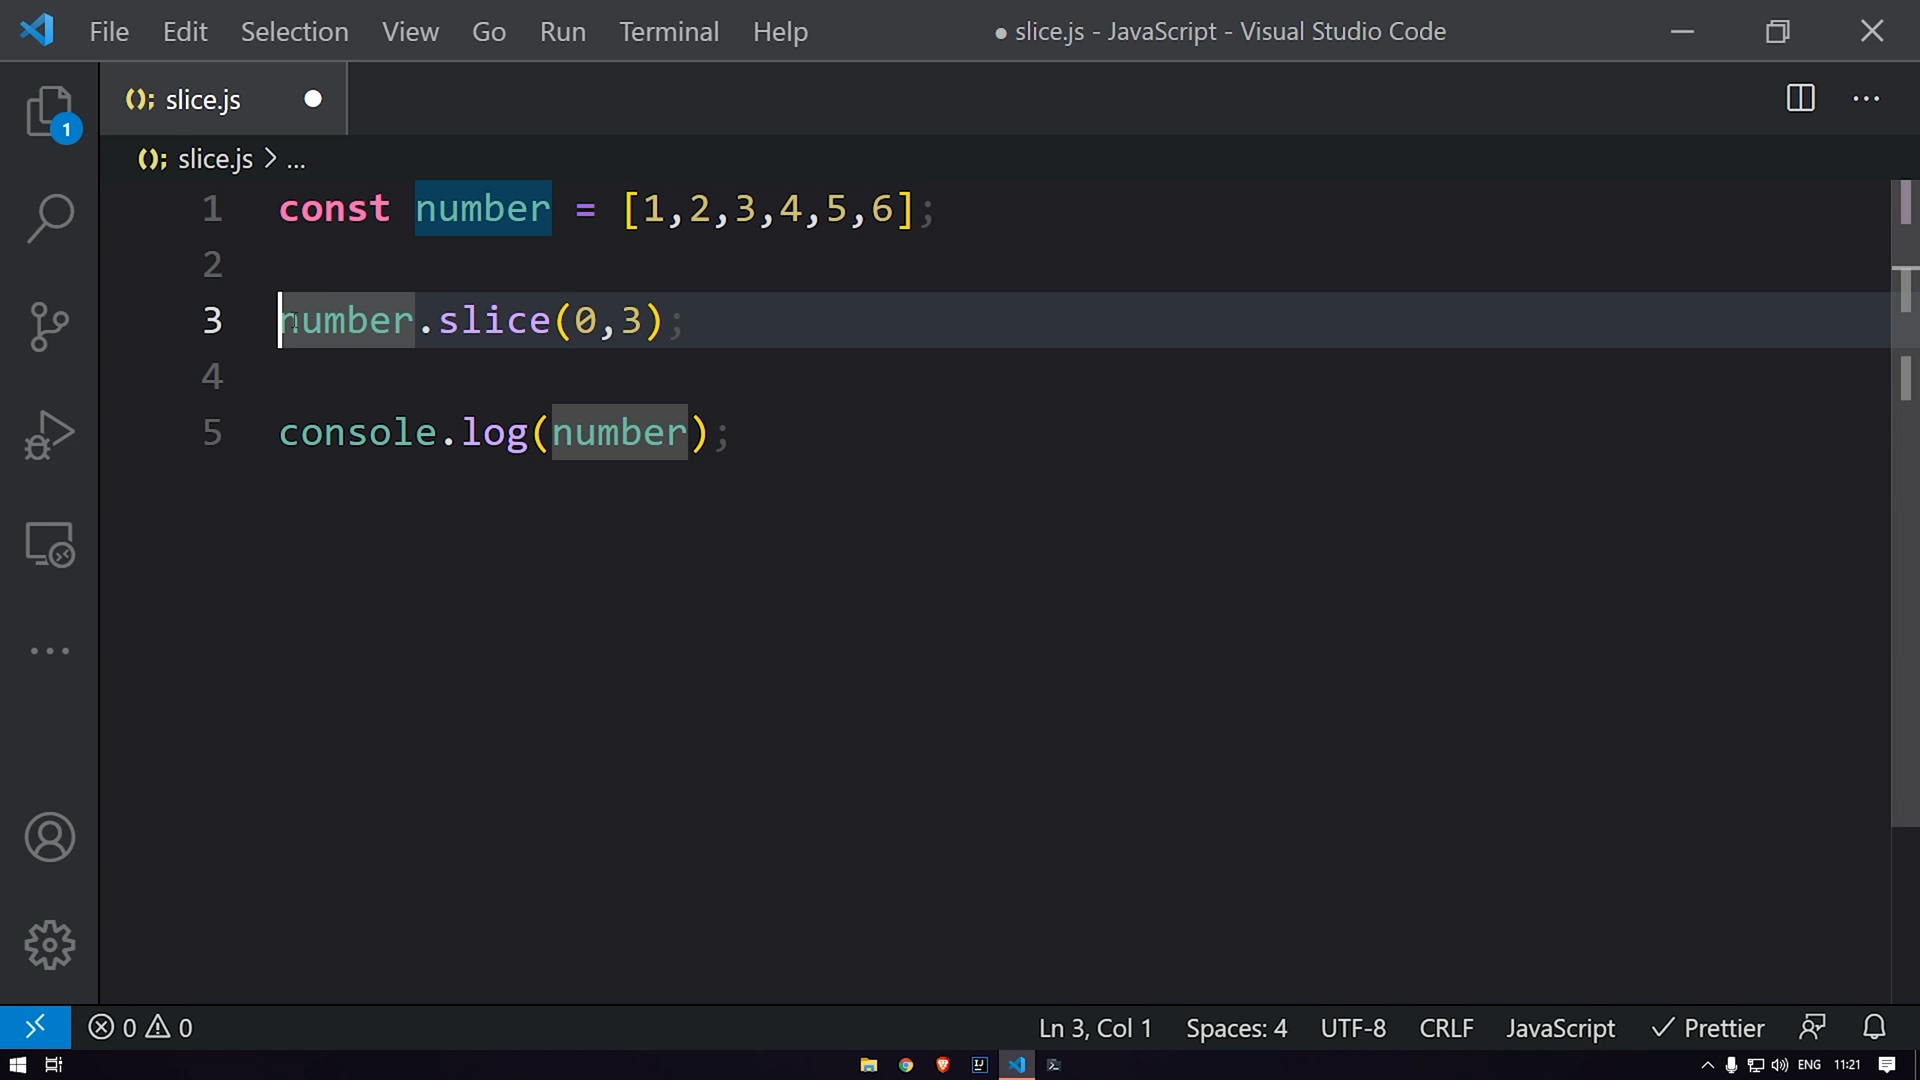 File Edit Selection View Go Run Terminal Help ● slice.js - JavaScript - Visual Studio Code
(); slice.js ●
1
(); slice.js > ...
1 const number = [1,2,3,4,5,6];
2
3 number.slice(0,3);
4
5 console.log(number);
0 0 Ln 3, Col 1 Spaces: 4 UTF-8 CRLF JavaScript Prettier
IJ ENG 11:21